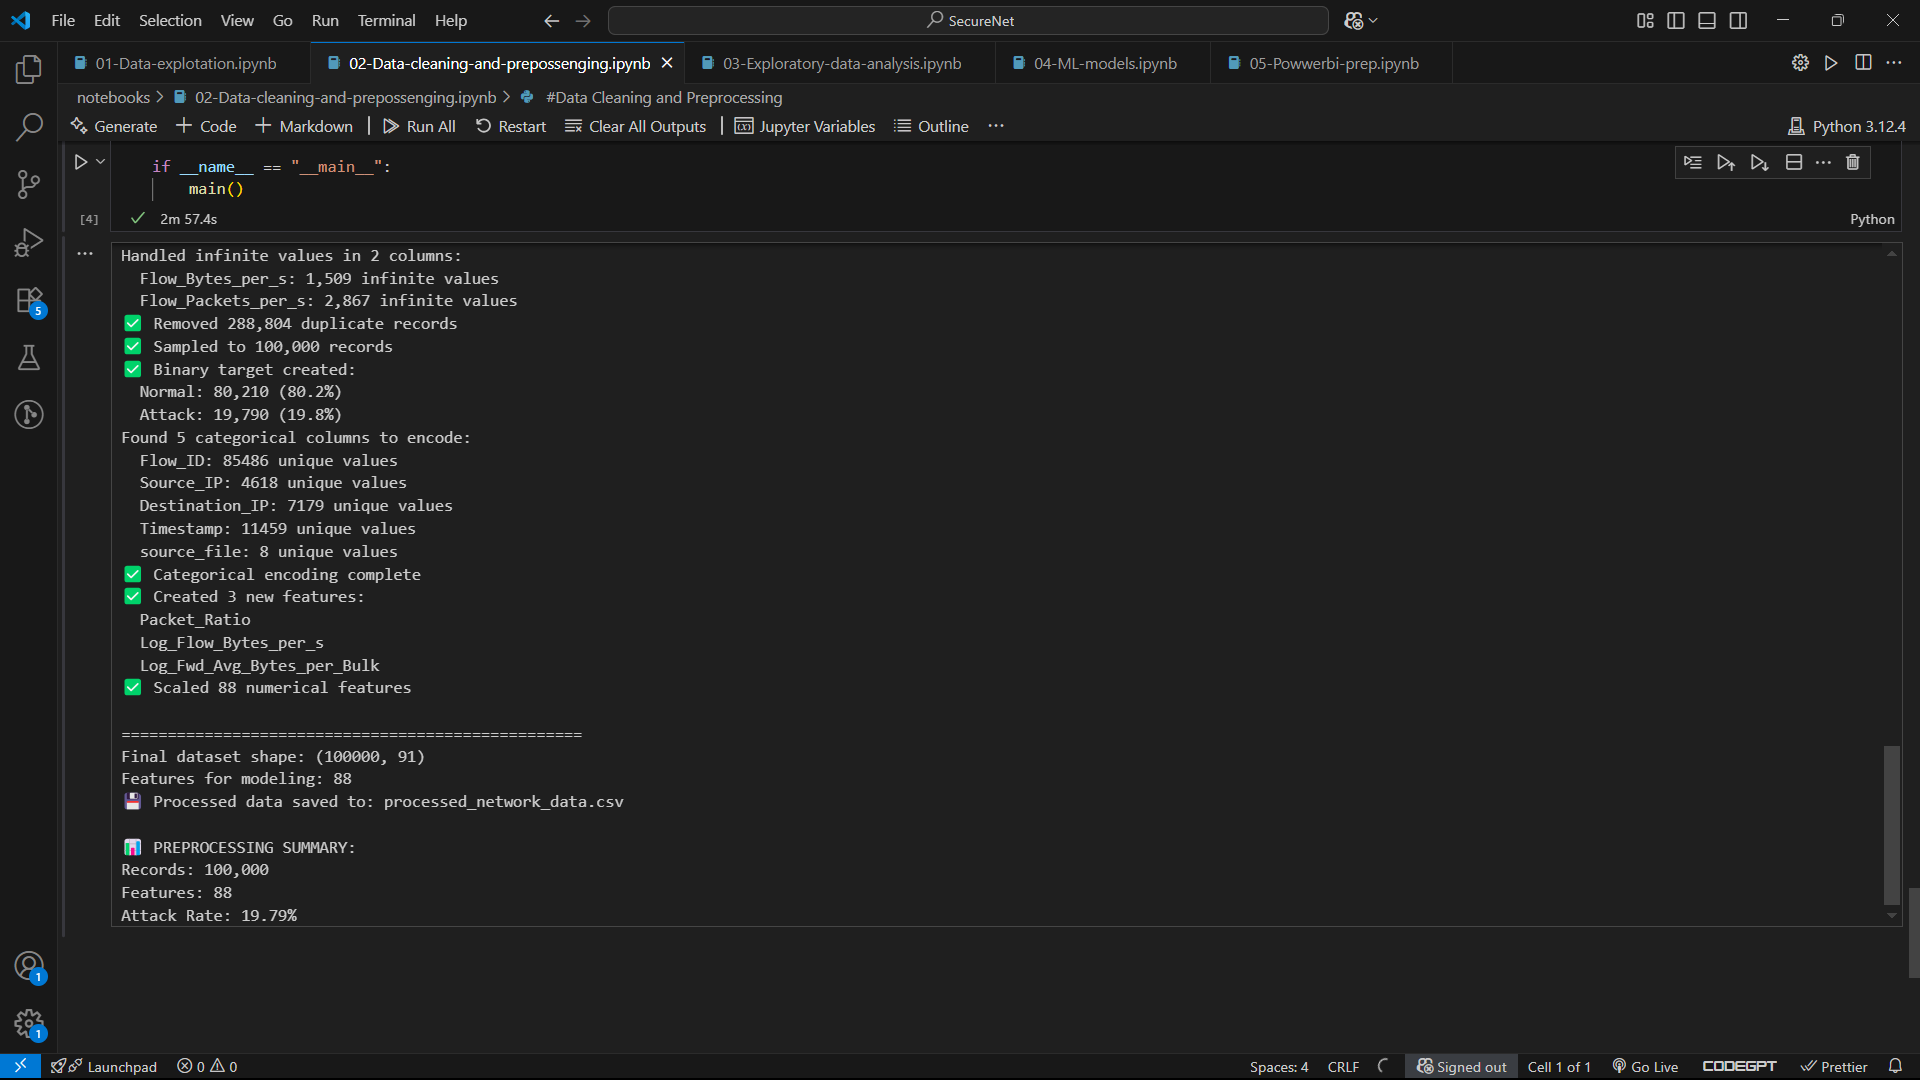 File Edit Selection View Go Run Terminal Help
SecureNet
01-Data-explotation.ipynb
02-Data-cleaning-and-prepossenging.ipynb
03-Exploratory-data-analysis.ipynb
04-ML-models.ipynb
05-Powwerbi-prep.ipynb
notebooks > 02-Data-cleaning-and-prepossenging.ipynb > #Data Cleaning and Preprocessing
Generate + Code + Markdown | Run All Restart Clear All Outputs | Jupyter Variables Outline ...
Python 3.12.4
if __name__ == "__main__":
main()
[4] ✓ 2m 57.4s
Python
Handled infinite values in 2 columns:
Flow_Bytes_per_s: 1,509 infinite values
Flow_Packets_per_s: 2,867 infinite values
✅ Removed 288,804 duplicate records
✅ Sampled to 100,000 records
✅ Binary target created:
Normal: 80,210 (80.2%)
Attack: 19,790 (19.8%)
Found 5 categorical columns to encode:
Flow_ID: 85486 unique values
Source_IP: 4618 unique values
Destination_IP: 7179 unique values
Timestamp: 11459 unique values
source_file: 8 unique values
✅ Categorical encoding complete
✅ Created 3 new features:
Packet_Ratio
Log_Flow_Bytes_per_s
Log_Fwd_Avg_Bytes_per_Bulk
✅ Scaled 88 numerical features
==================================================
Final dataset shape: (100000, 91)
Features for modeling: 88
💾 Processed data saved to: processed_network_data.csv
📊 PREPROCESSING SUMMARY:
Records: 100,000
Features: 88
Attack Rate: 19.79%
5
1
1
Launchpad 0 0 Spaces: 4 CRLF Signed out Cell 1 of 1 Go Live CODEGPT Prettier